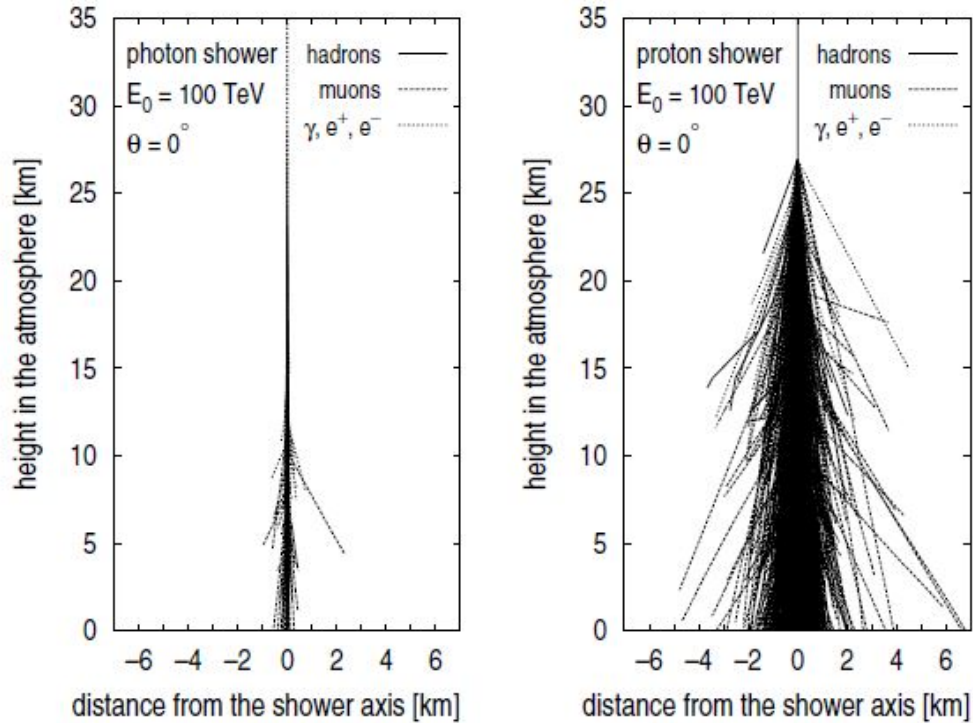 35
30
25
20
15
10
5
0
height in the atmosphere [km]
photon shower
E₀ = 100 TeV
θ = 0°
hadrons
muons
γ, e⁺, e⁻
−6 −4 −2 0 2 4 6
distance from the shower axis [km]
35
30
25
20
15
10
5
0
height in the atmosphere [km]
proton shower
E₀ = 100 TeV
θ = 0°
hadrons
muons
γ, e⁺, e⁻
−6 −4 −2 0 2 4 6
distance from the shower axis [km]